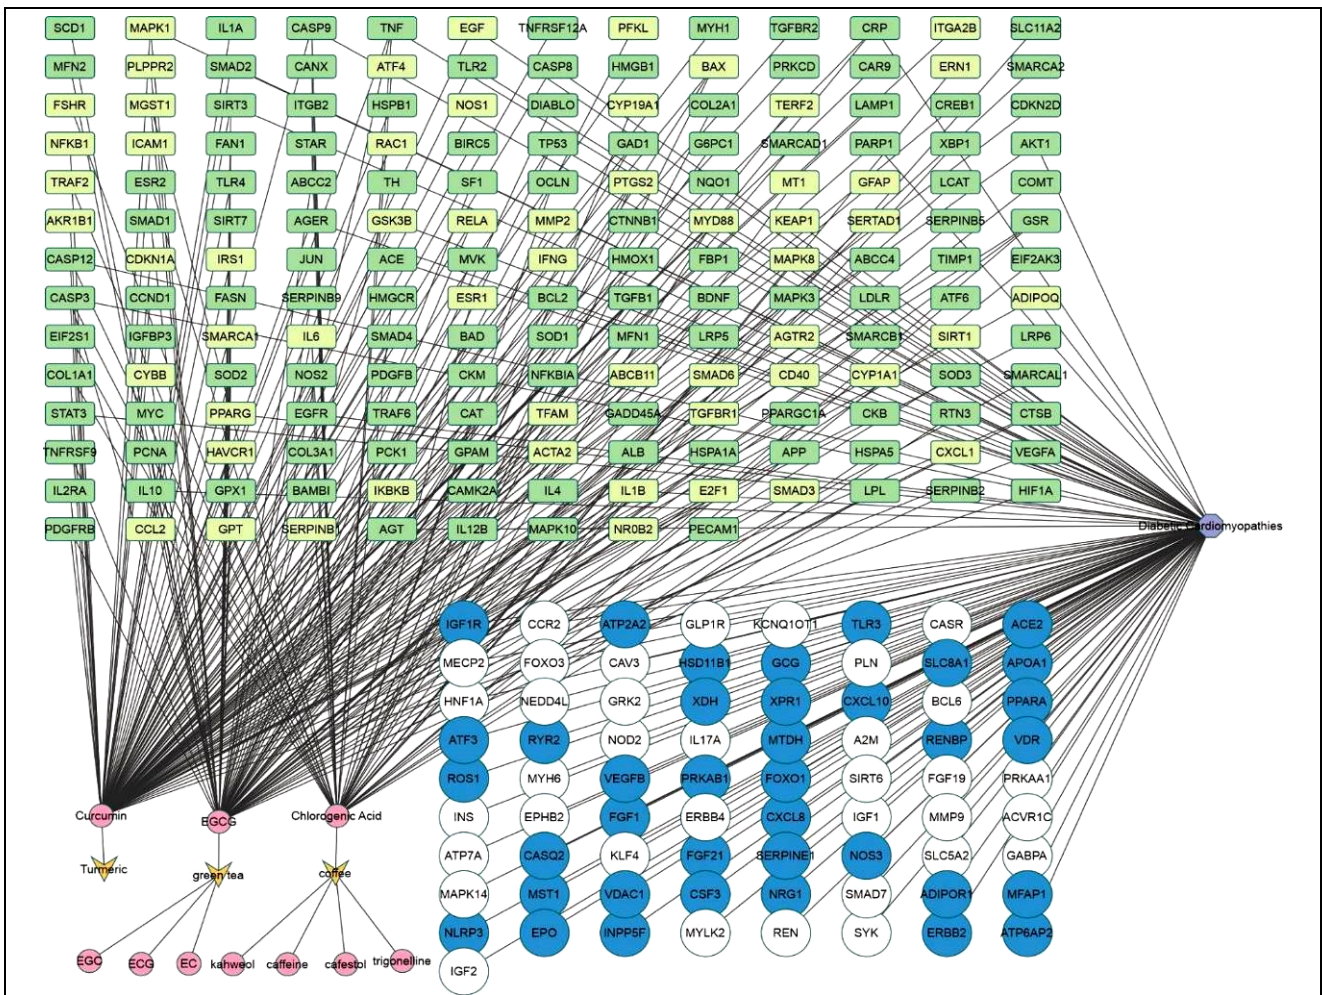 SCD1 MAPK1 IL1A CASP9 TNF EGF TNFRSF12A PFKL MYH1 TGFBR2 CRP ITGA2B SLC11A2
MFN2 PLPPR2 SMAD2 CANX ATF4 TLR2 CASP8 HMGB1 BAX PRKCD CAR9 ERN1 SMARCA2
FSHR MGST1 SIRT3 ITGB2 HSPB1 NOS1 DIABLO CYP19A1 COL2A1 TERF2 LAMP1 CREB1 CDKN2D
NFKB1 ICAM1 FAN1 STAR RAC1 BIRC5 TP53 GAD1 G6PC1 SMARCAD1 PARP1 XBP1 AKT1
TRAF2 ESR2 TLR4 ABCC2 TH SF1 OCLN PTGS2 NQO1 MT1 GFAP LCAT COMT
AKR1B1 SMAD1 SIRT7 AGER GSK3B RELA MMP2 CTNNB1 MYD88 KEAP1 SERTAD1 SERPINB5 GSR
CASP12 CDKN1A IRS1 JUN ACE MVK IFNG HMOX1 FBP1 MAPK8 ABCC4 TIMP1 EIF2AK3
CASP3 CCND1 FASN SERPINB9 HMGCR ESR1 BCL2 TGFB1 BDNF MAPK3 LDLR ATF6 ADIPOQ
EIF2S1 IGFBP3 SMARCA1 IL6 SMAD4 BAD SOD1 MFN1 LRP5 AGTR2 SMARCB1 SIRT1 LRP6
COL1A1 CYBB SOD2 NOS2 PDGFB CKM NFKBIA ABCB11 SMAD6 CD40 CYP1A1 SOD3 SMARCAL1
STAT3 MYC PPARG EGFR TRAF6 CAT TFAM GADD45A TGFBR1 PPARGC1A CKB RTN3 CTSB
TNFRSF9 PCNA HAVCR1 COL3A1 PCK1 GPAM ACTA2 ALB HSPA1A APP HSPA5 CXCL1 VEGFA
IL2RA IL10 GPX1 BAMBI IKBKB CAMK2A IL4 IL1B E2F1 SMAD3 LPL SERPINB2 HIF1A
PDGFRB CCL2 GPT SERPINB1 AGT IL12B MAPK10 NR0B2 PECAM1
Diabetic Cardiomyopathies
IGF1R CCR2 ATP2A2 GLP1R KCNQ1OT1 TLR3 CASR ACE2
MECP2 FOXO3 CAV3 HSD11B1 GCG PLN SLC8A1 APOA1
HNF1A NEDD4L GRK2 XDH XPR1 CXCL10 BCL6 PPARA
ATF3 RYR2 NOD2 IL17A MTDH A2M RENBP VDR
ROS1 MYH6 VEGFB PRKAB1 FOXO1 SIRT6 FGF19 PRKAA1
INS EPHB2 FGF1 ERBB4 CXCL8 IGF1 MMP9 ACVR1C
ATP7A CASQ2 KLF4 FGF21 SERPINE1 NOS3 SLC5A2 GABPA
MAPK14 MST1 VDAC1 CSF3 NRG1 SMAD7 ADIPOR1 MFAP1
NLRP3 EPO INPP5F MYLK2 REN SYK ERBB2 ATP6AP2
IGF2
Curcumin EGCG Chlorogenic Acid
Turmeric green tea coffee
EGC ECG EC kahweol caffeine cafestol trigonelline